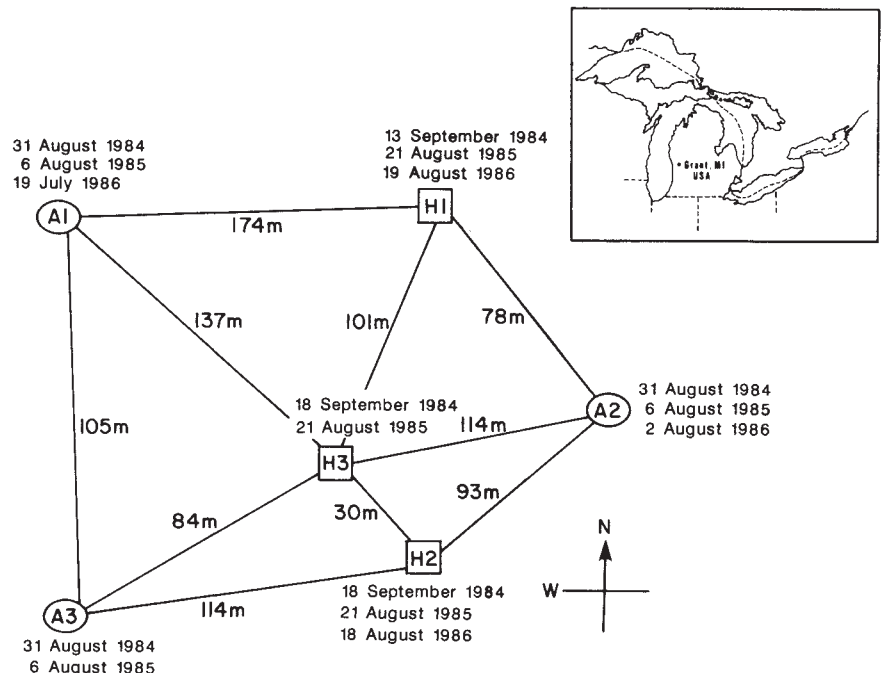 31 August 1984
6 August 1985
19 July 1986
A1
13 September 1984
21 August 1985
19 August 1986
H1
Grant, MI
USA
174m
137m
101m
78m
105m
18 September 1984
21 August 1985
H3
114m
A2
31 August 1984
6 August 1985
2 August 1986
84m
30m
93m
H2
18 September 1984
21 August 1985
18 August 1986
N
W
A3
114m
31 August 1984
6 August 1985